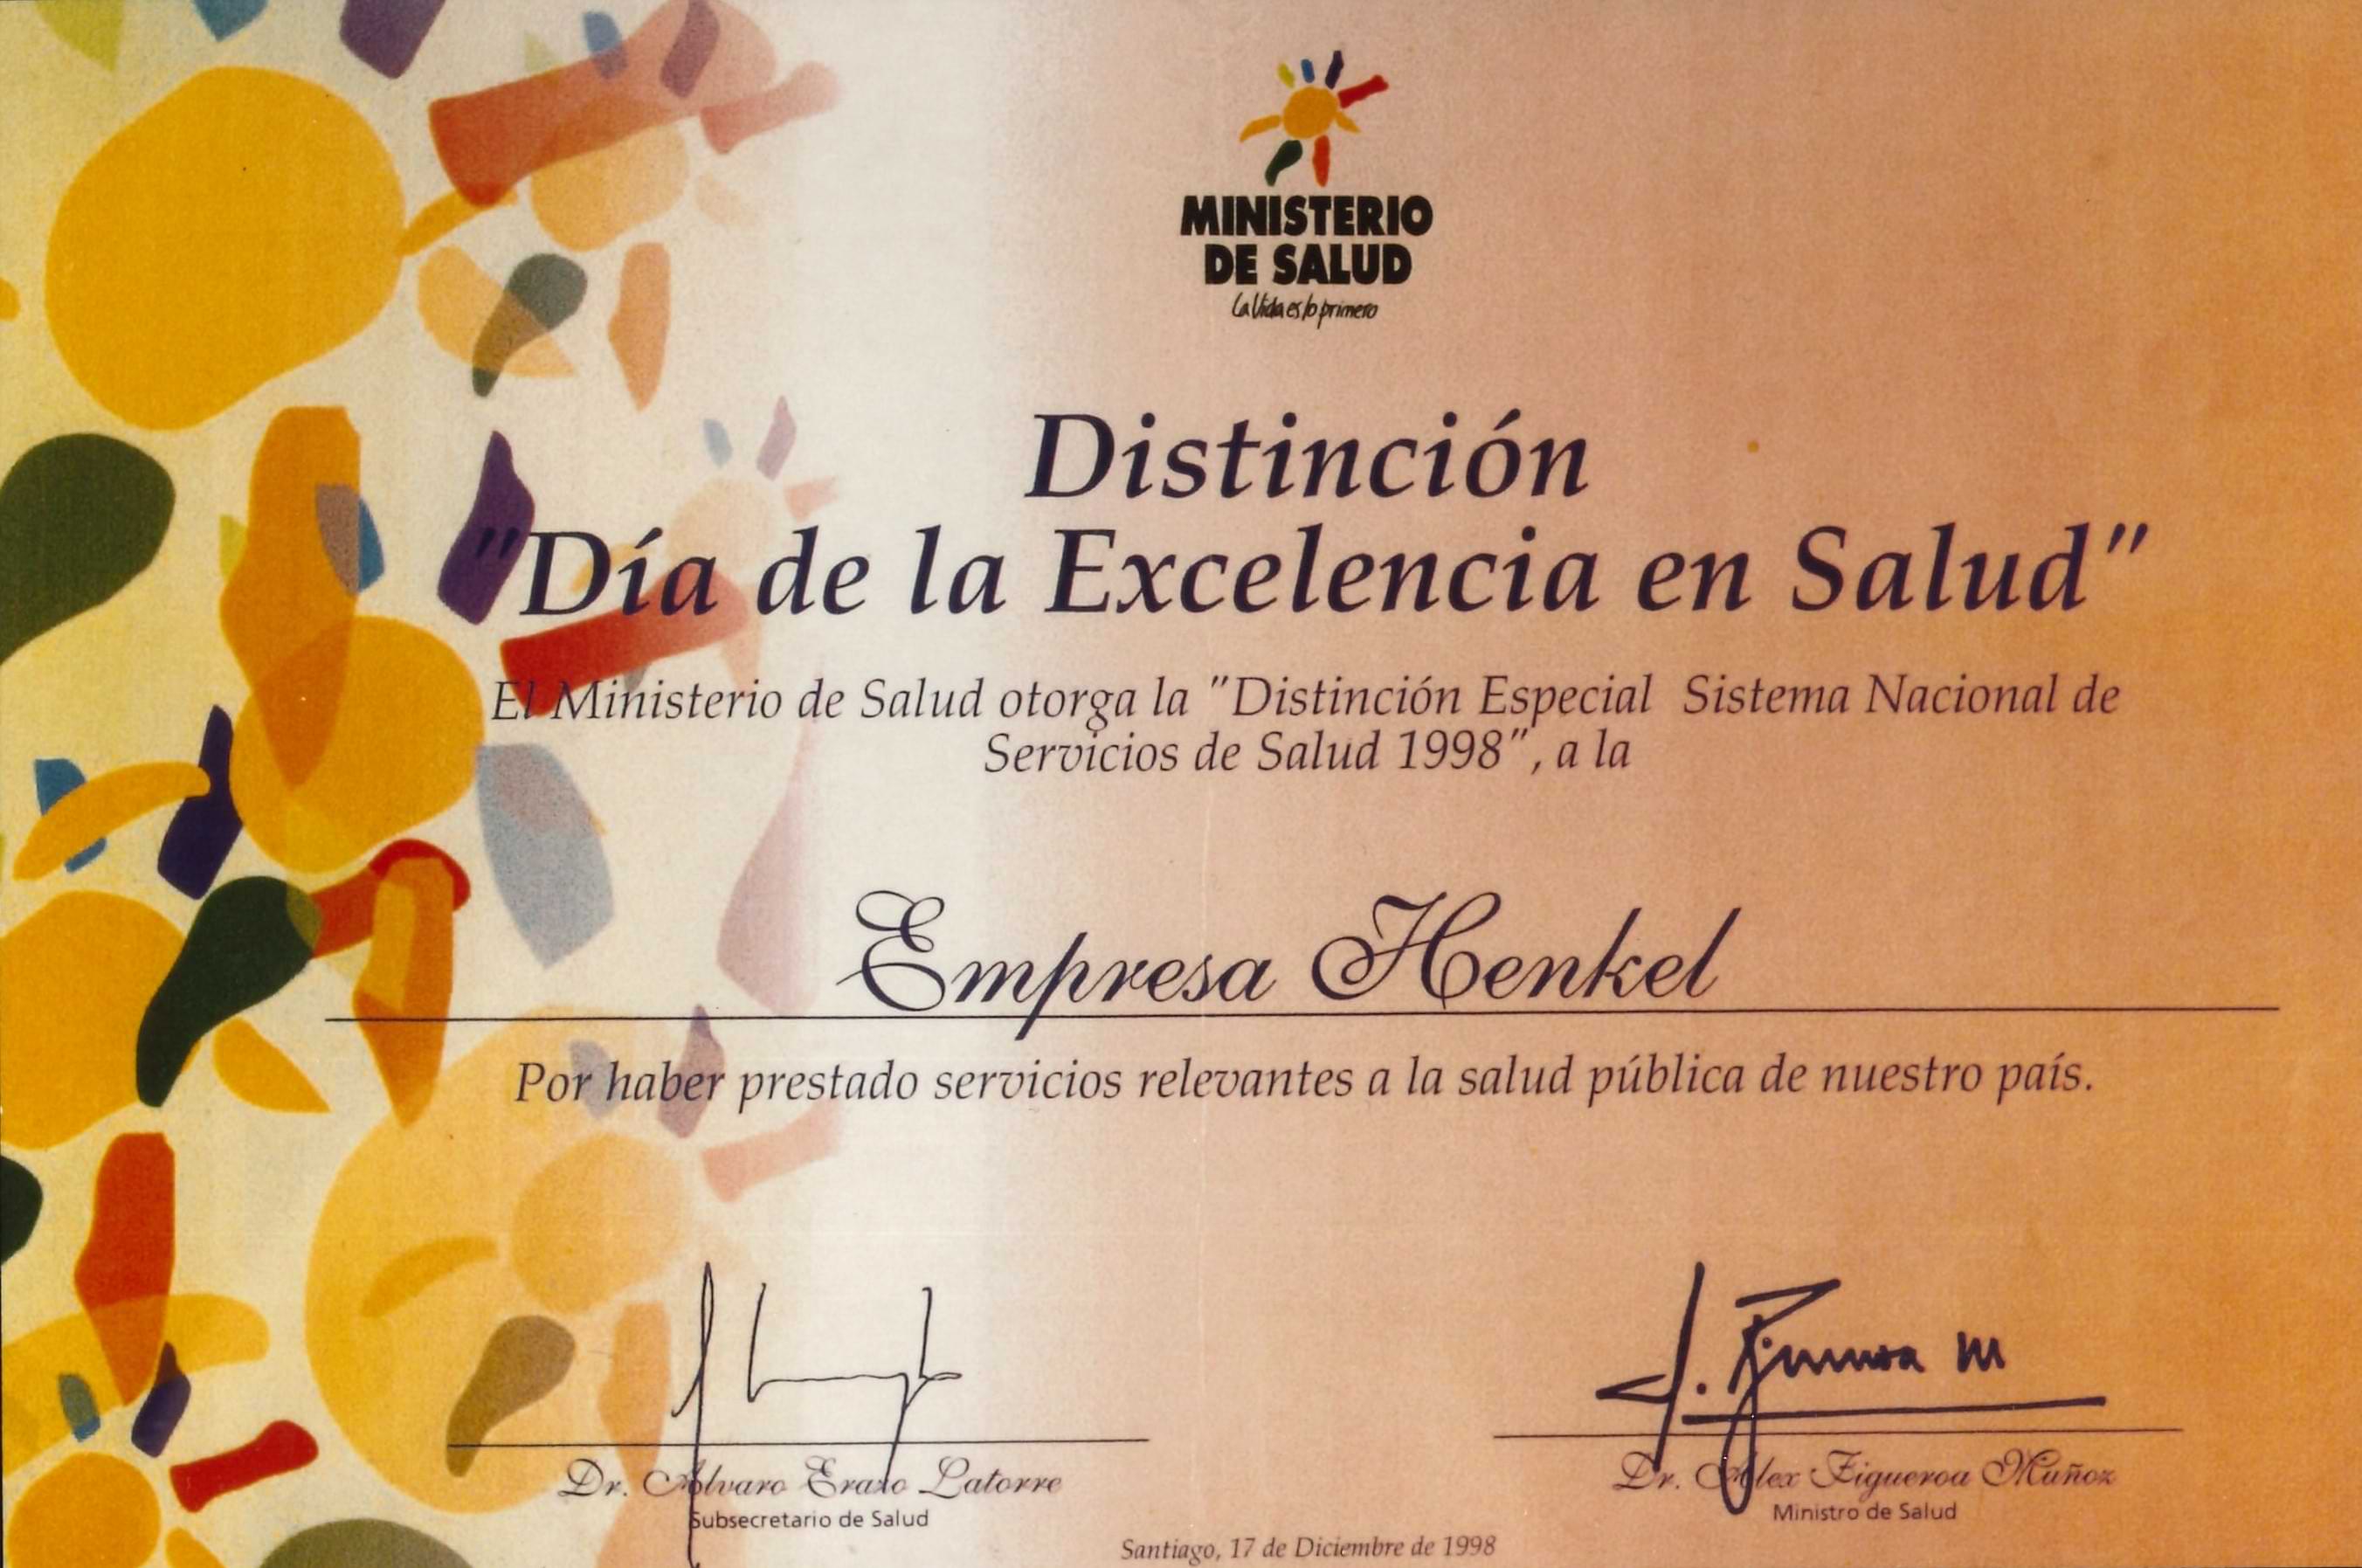 MINISTERIO
DE SALUD
La Vida es lo primero
Distinción
"Día de la Excelencia en Salud"
El Ministerio de Salud otorga la "Distinción Especial Sistema Nacional de
Servicios de Salud 1998", a la
Empresa Henkel
Por haber prestado servicios relevantes a la salud pública de nuestro país.
Dr. Alvaro Erazo Latorre
Subsecretario de Salud
Dr. Alex Figueroa Muñoz
Ministro de Salud
Santiago, 17 de Diciembre de 1998